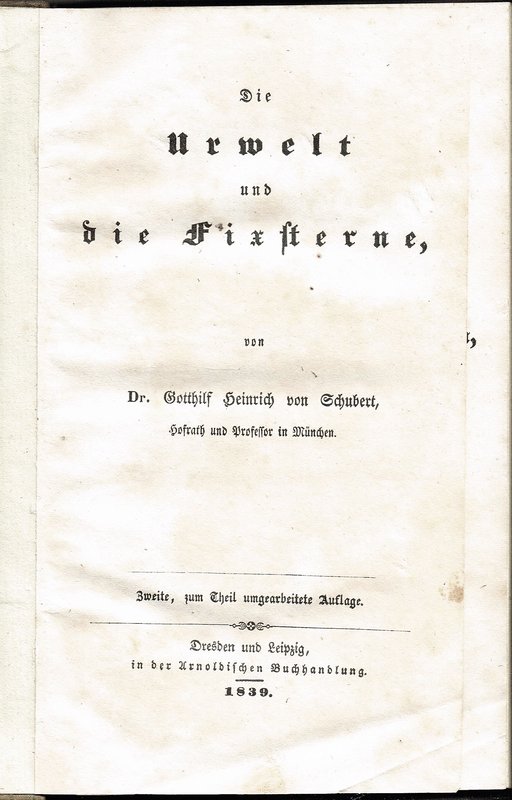 Die
Urwelt
und
die Fixsterne,
von
Dr. Gotthilf Heinrich von Schubert,
Hofrath und Professor in München.
Zweite, zum Theil umgearbeitete Auflage.
Dresden und Leipzig,
in der Arnoldischen Buchhandlung.
1839.